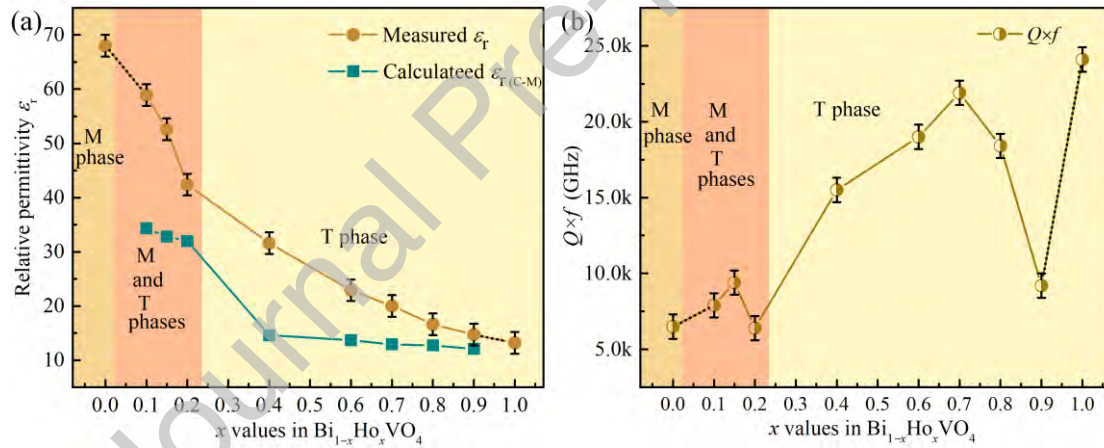 (a)
Measured εr
Calculateed εr (C-M)
M
phase
M
and
T
phases
T phase
Relative permittivity εr
70
60
50
40
30
20
10
0.0 0.1 0.2 0.3 0.4 0.5 0.6 0.7 0.8 0.9 1.0
x values in Bi1−xHoxVO4
(b)
Q×f
M
phase
M
and
T
phases
T phase
Q×f (GHz)
25.0k
20.0k
15.0k
10.0k
5.0k
0.0 0.1 0.2 0.3 0.4 0.5 0.6 0.7 0.8 0.9 1.0
x values in Bi1−xHoxVO4
Journal Pre-